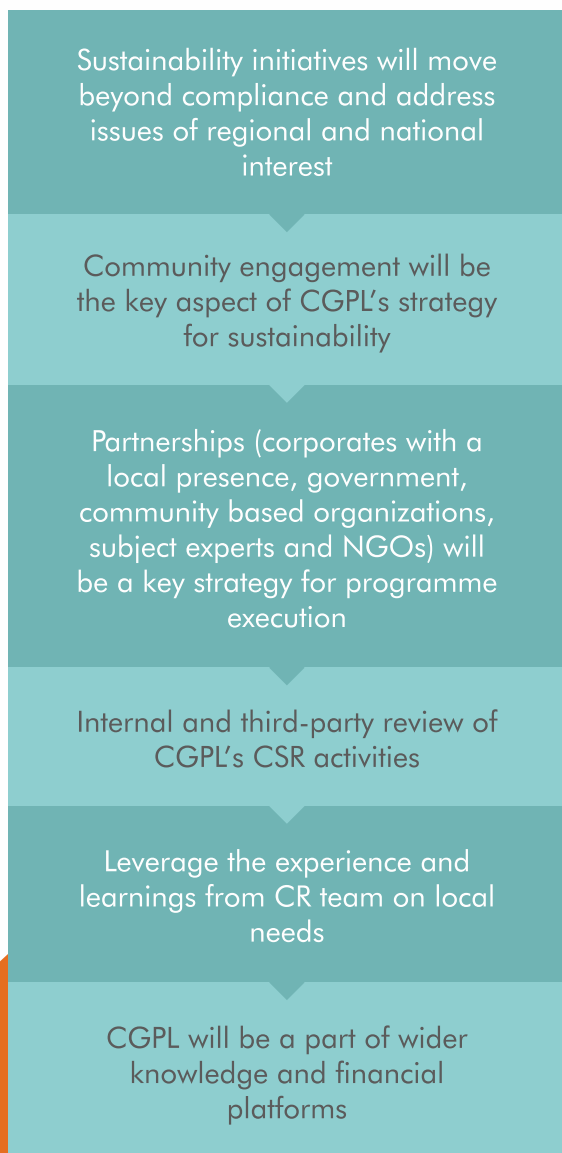 Sustainability initiatives will move
beyond compliance and address
issues of regional and national
interest
Community engagement will be
the key aspect of CGPL’s strategy
for sustainability
Partnerships (corporates with a
local presence, government,
community based organizations,
subject experts and NGOs) will
be a key strategy for programme
execution
Internal and third-party review of
CGPL’s CSR activities
Leverage the experience and
learnings from CR team on local
needs
CGPL will be a part of wider
knowledge and financial
platforms